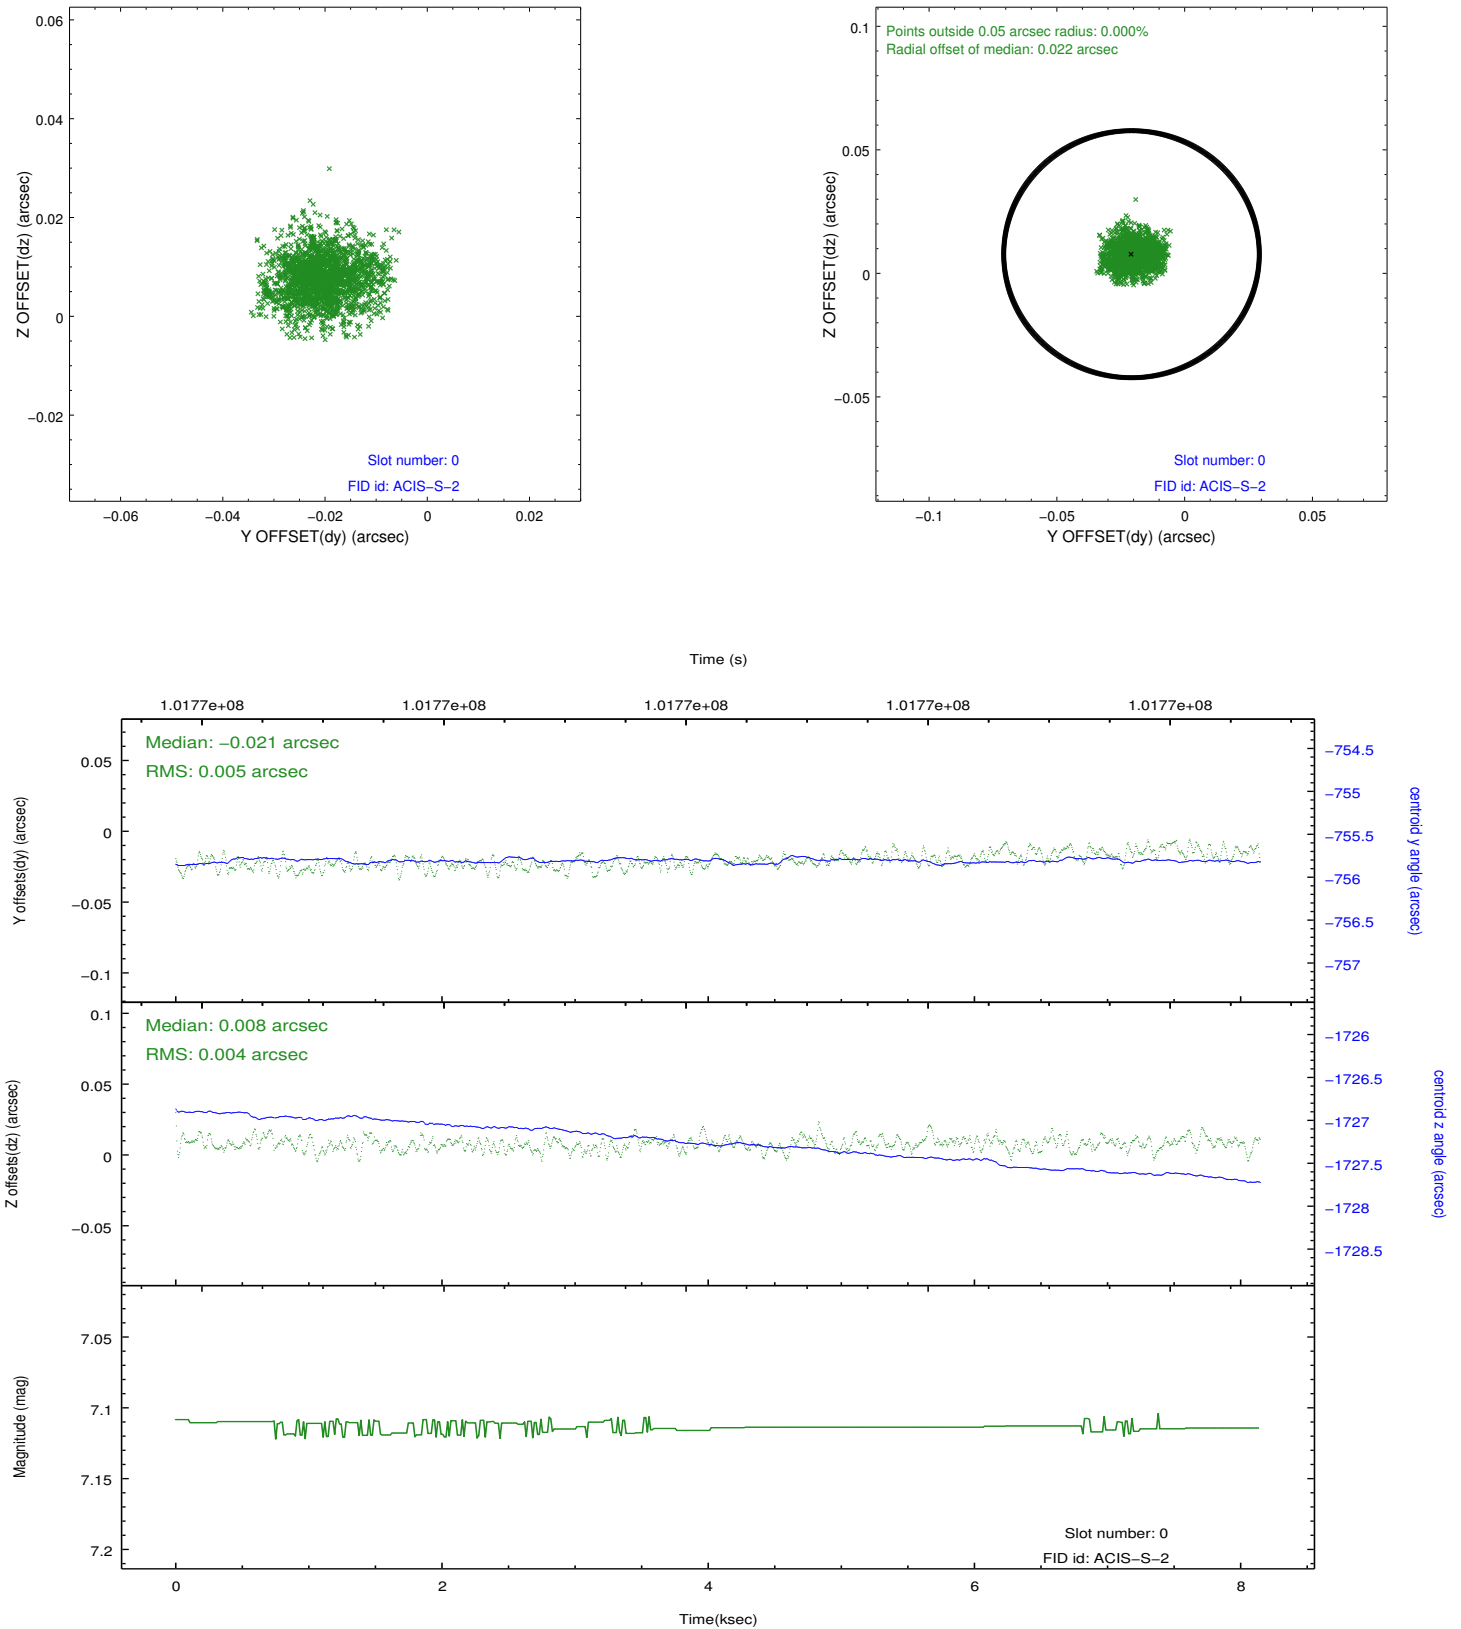 0.06
0.04
0.02
0
−0.02
Z OFFSET(dz) (arcsec)
Slot number: 0
FID id: ACIS−S−2
−0.06 −0.04 −0.02 0 0.02
Y OFFSET(dy) (arcsec)
Points outside 0.05 arcsec radius: 0.000%
Radial offset of median: 0.022 arcsec
0.1
0.05
0
−0.05
Z OFFSET(dz) (arcsec)
Slot number: 0
FID id: ACIS−S−2
−0.1 −0.05 0 0.05
Y OFFSET(dy) (arcsec)
Time (s)
1.0177e+08 1.0177e+08 1.0177e+08 1.0177e+08 1.0177e+08
Median: −0.021 arcsec
RMS: 0.005 arcsec
0.05
0
−0.05
−0.1
Y offsets(dy) (arcsec)
−754.5
−755
−755.5
−756
−756.5
−757
centroid y angle (arcsec)
Median: 0.008 arcsec
RMS: 0.004 arcsec
0.1
0.05
0
−0.05
Z offsets(dz) (arcsec)
−1726
−1726.5
−1727
−1727.5
−1728
−1728.5
centroid z angle (arcsec)
7.05
7.1
7.15
7.2
Magnitude (mag)
Slot number: 0
FID id: ACIS−S−2
0 2 4 6 8
Time(ksec)